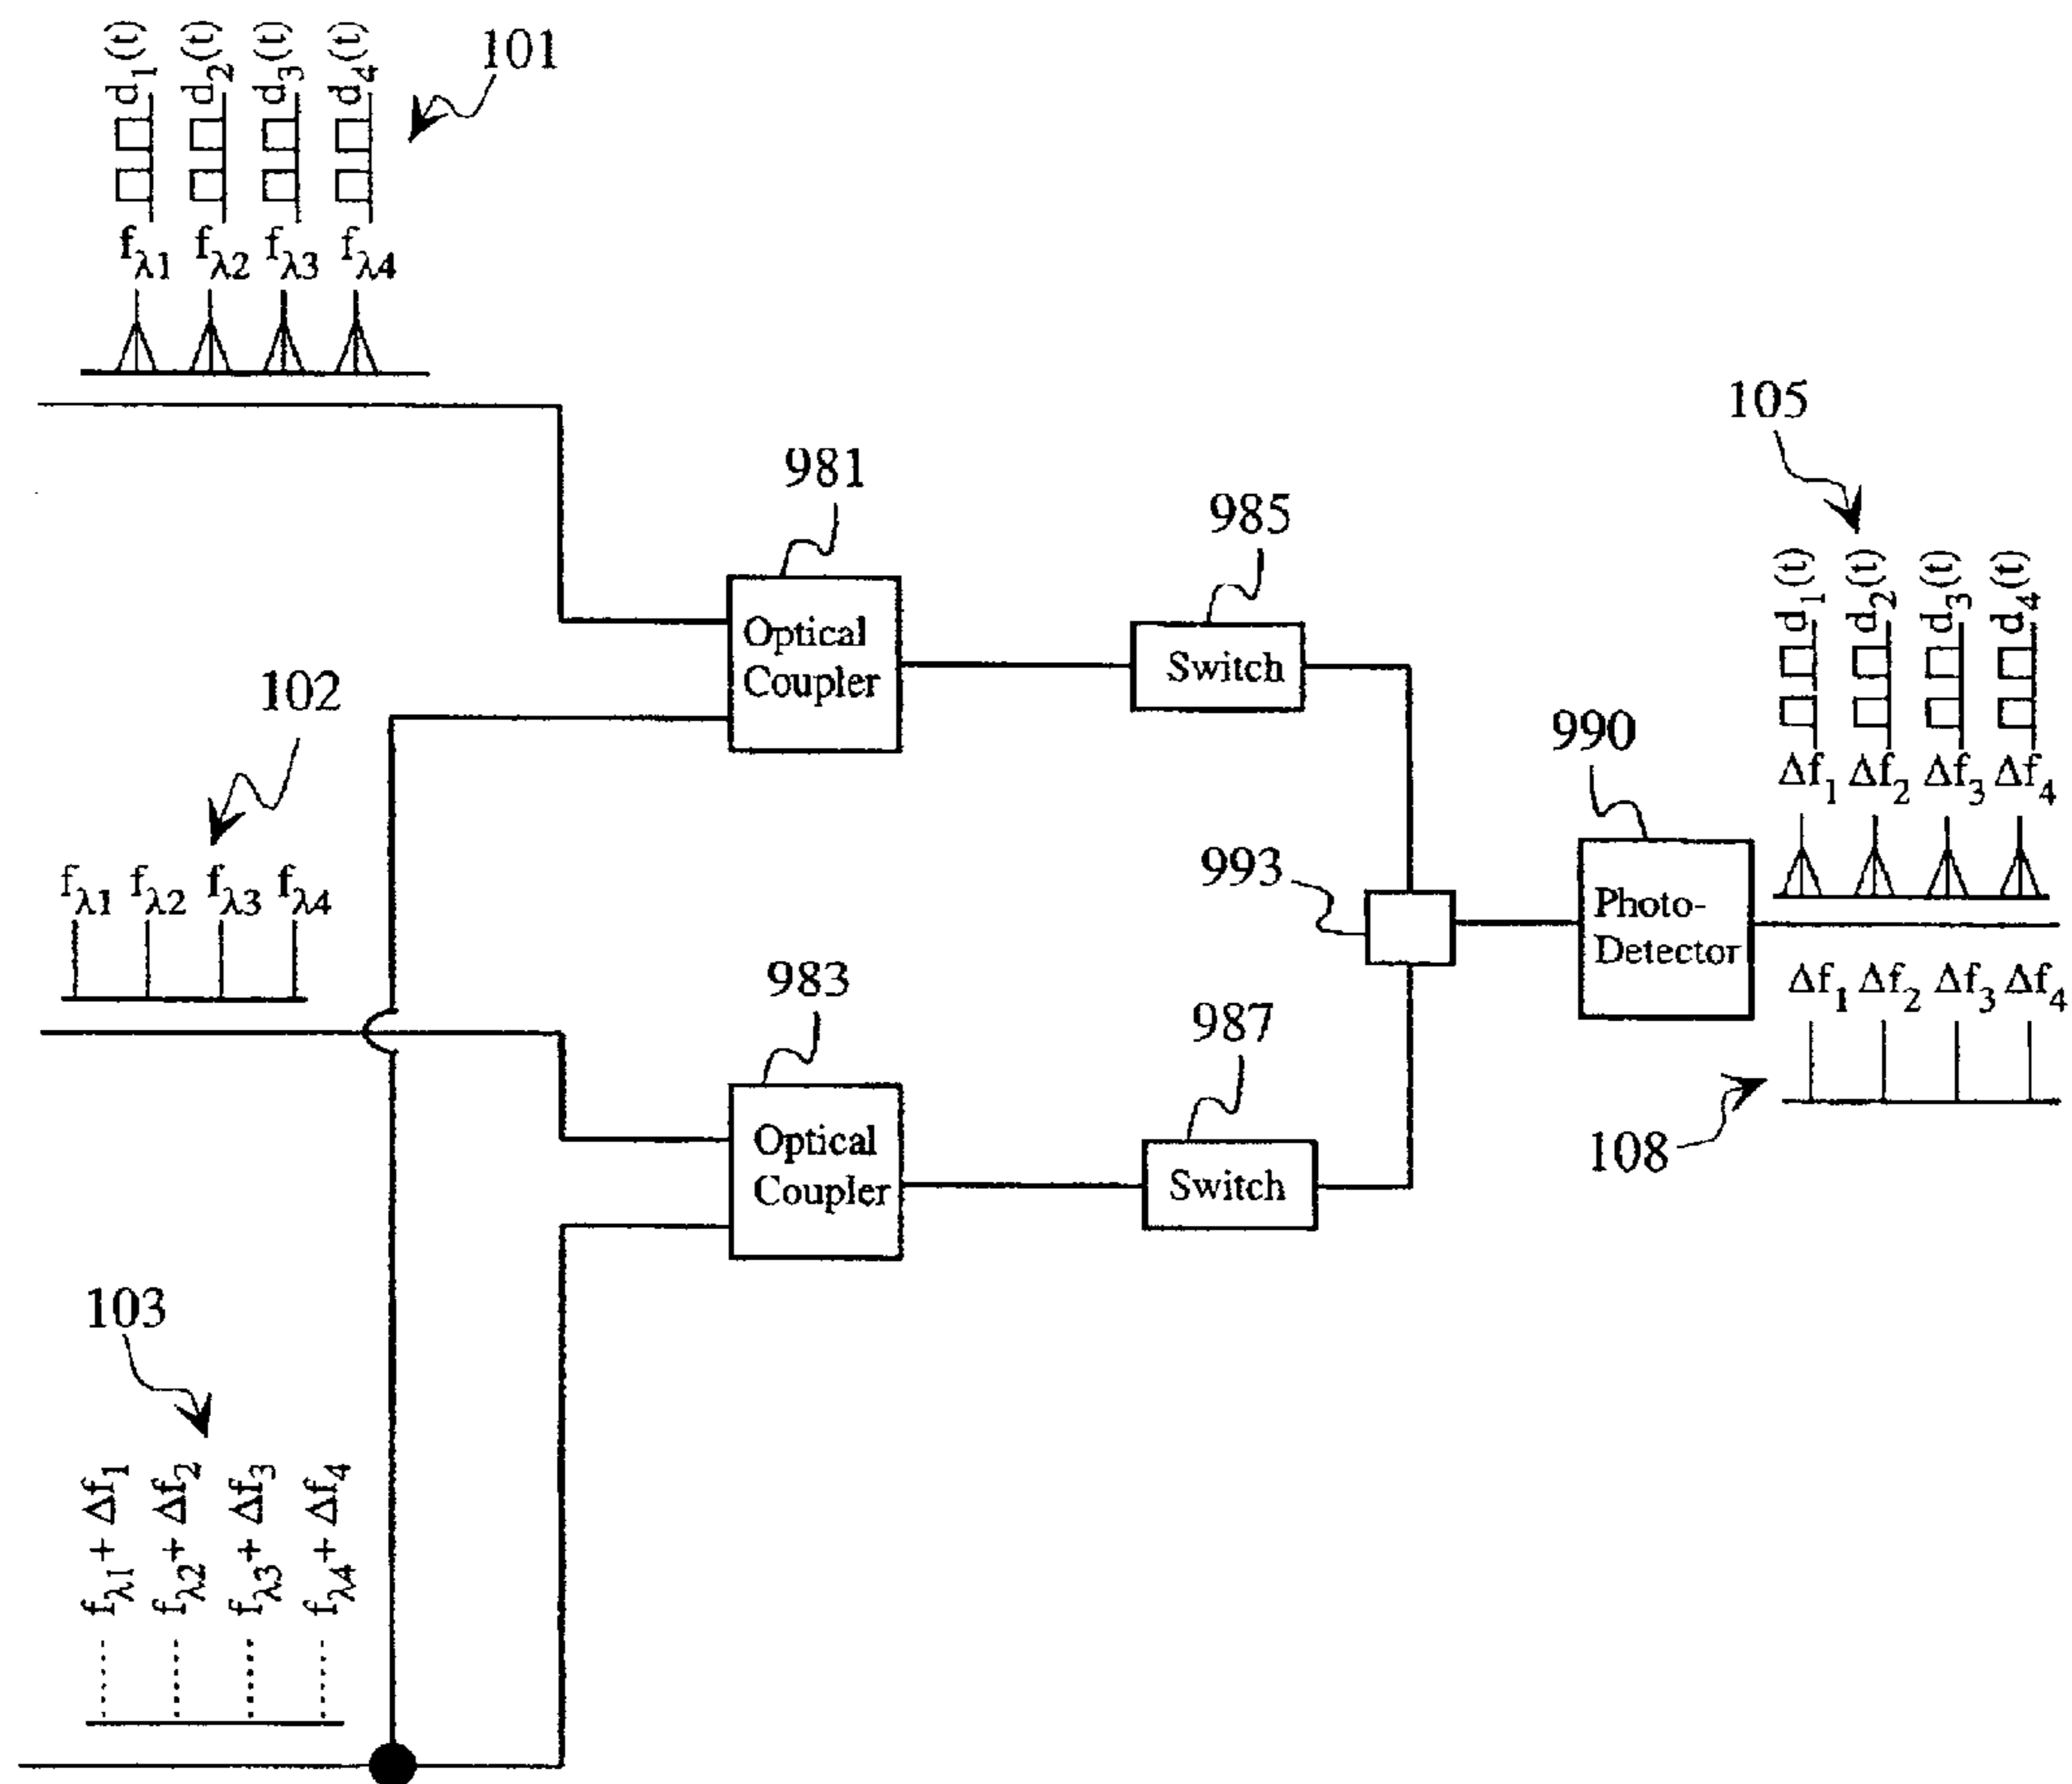 d1(t) d2(t) d3(t) d4(t)
101
fλ1 fλ2 fλ3 fλ4
981
Optical
Coupler
985
Switch
105
d1(t) d2(t) d3(t) d4(t)
Δf1 Δf2 Δf3 Δf4
102
fλ1 fλ2 fλ3 fλ4
990
Photo-
Detector
993
983
Optical
Coupler
987
Switch
Δf1 Δf2 Δf3 Δf4
108
103
fλ1+ Δf1
fλ2+ Δf2
fλ3+ Δf3
fλ4+ Δf4